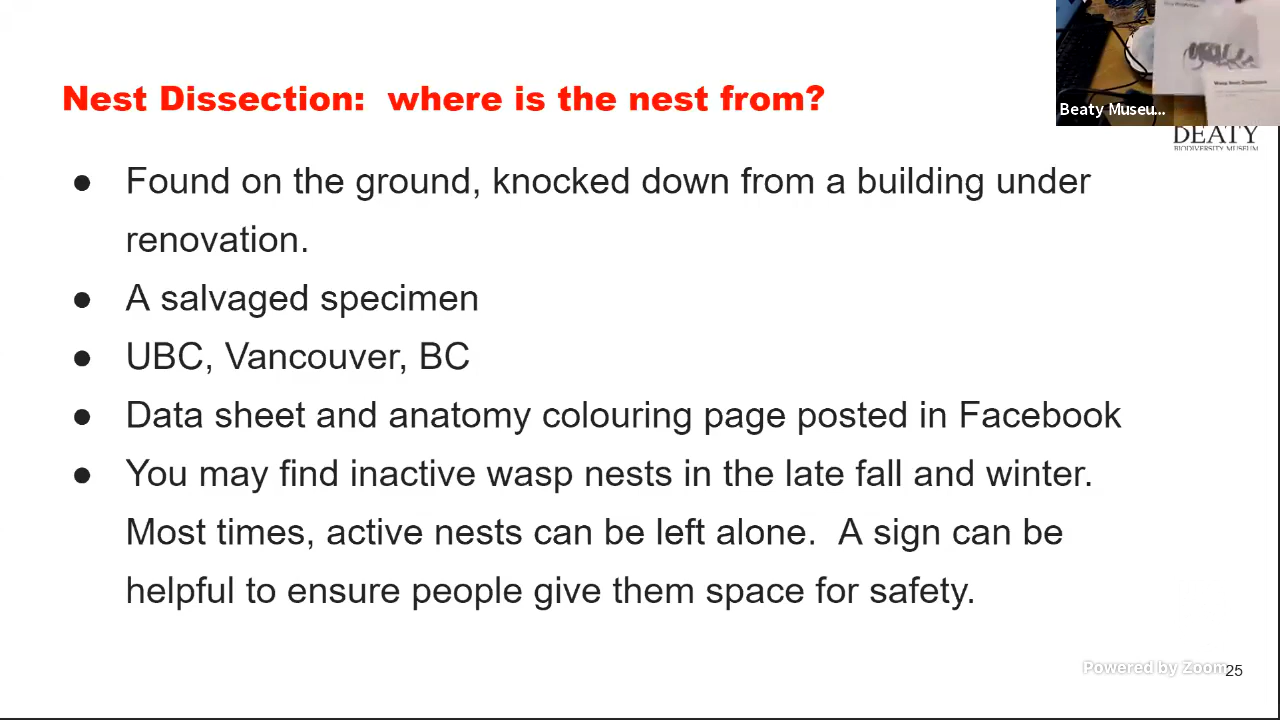 Nest Dissection: where is the nest from?
Beaty Museu...
BEATY
BIODIVERSITY MUSEUM
● Found on the ground, knocked down from a building under
renovation.
● A salvaged specimen
● UBC, Vancouver, BC
● Data sheet and anatomy colouring page posted in Facebook
● You may find inactive wasp nests in the late fall and winter.
Most times, active nests can be left alone. A sign can be
helpful to ensure people give them space for safety.
Powered by Zoom
25